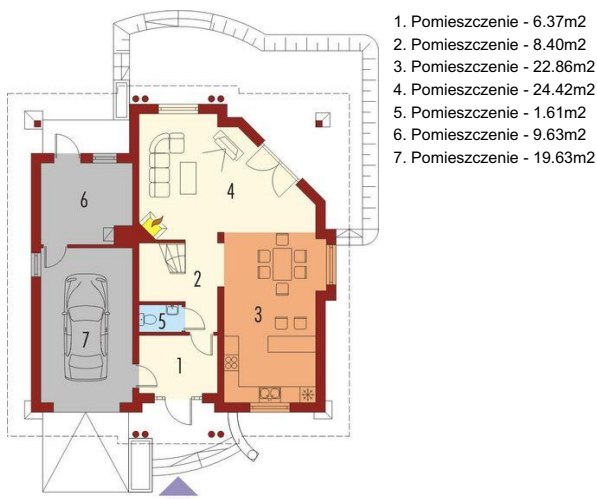 1. Pomieszczenie - 6.37m2
2. Pomieszczenie - 8.40m2
3. Pomieszczenie - 22.86m2
4. Pomieszczenie - 24.42m2
5. Pomieszczenie - 1.61m2
6. Pomieszczenie - 9.63m2
7. Pomieszczenie - 19.63m2
6
4
2
3
5
7
1